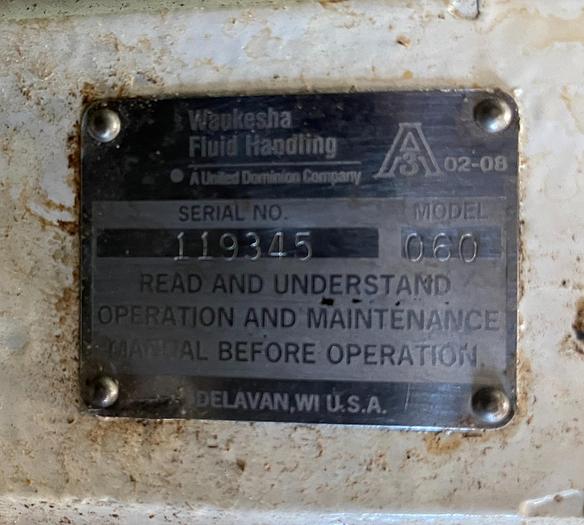 Waukesha
Fluid Handling
A United Dominion Company
A
3
02-08
SERIAL NO.
MODEL
119345
060
READ AND UNDERSTAND
OPERATION AND MAINTENANCE
MANUAL BEFORE OPERATION
DELAVAN, WI U.S.A.